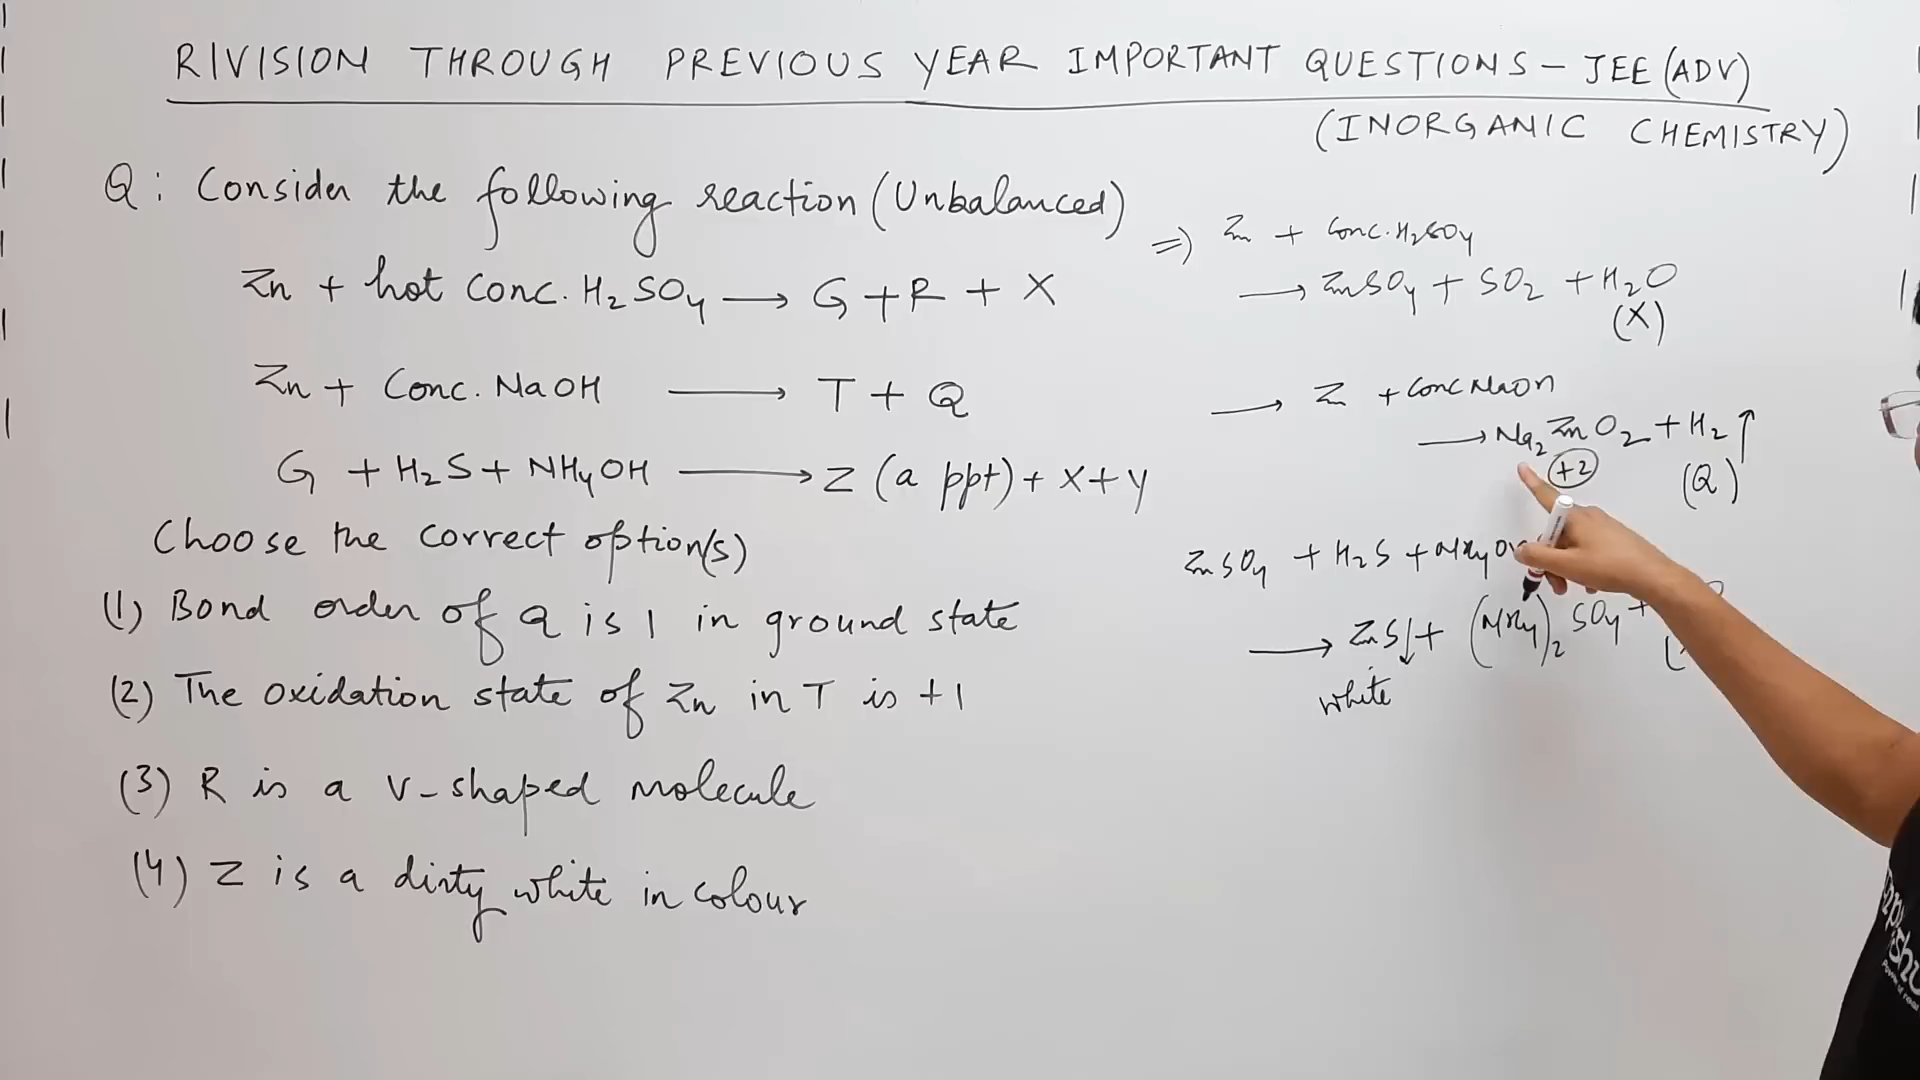 RIVISION THROUGH PREVIOUS YEAR IMPORTANT QUESTIONS - JEE (ADV)
(INORGANIC CHEMISTRY)
Q: Consider the following reaction (Unbalanced)
Zn + hot Conc. H₂SO₄ → G + R + X
Zn + Conc. NaOH → T + Q
G + H₂S + NH₄OH → Z (a ppt) + X + Y
Choose the correct option(s)
(1) Bond order of Q is 1 in ground state
(2) The oxidation state of Zn in T is +1
(3) R is a V-shaped molecule
(4) Z is a dirty white in colour
⇒ Zn + Conc. H₂SO₄
→ ZnSO₄ + SO₂ + H₂O
(X)
→ Zn + Conc NaOH
→ Na₂ZnO₂ + H₂↑
+2 (Q)
ZnSO₄ + H₂S +
→ ZnS↓ + (NH₄)₂SO₄ +
white